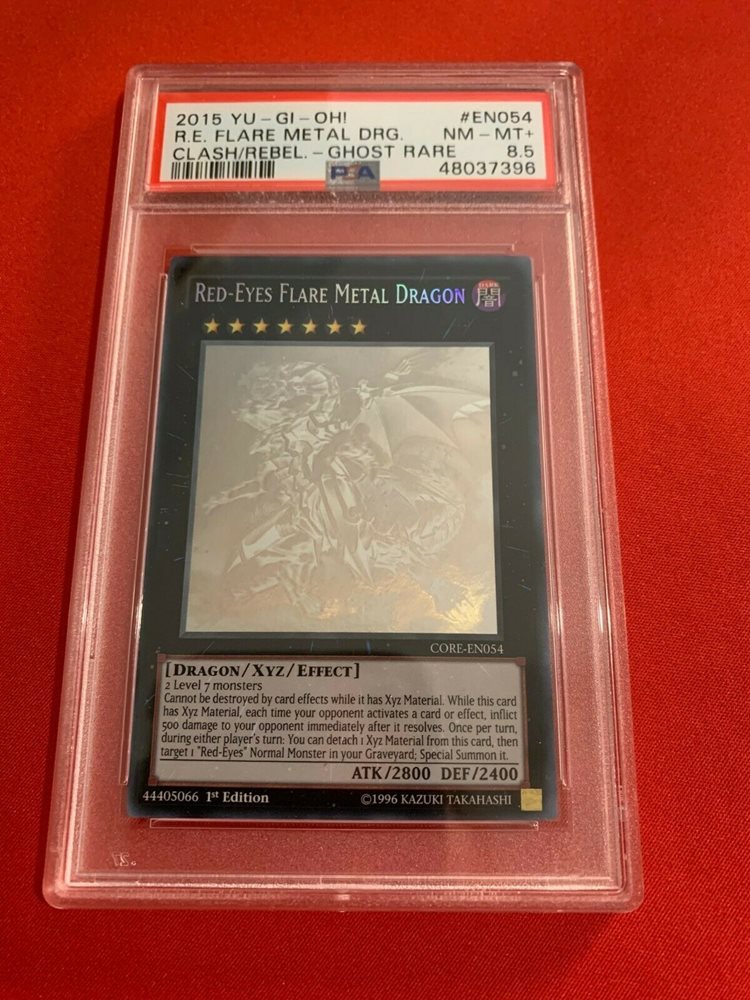 2015 YU-GI-OH! #EN054
R.E. FLARE METAL DRG. NM-MT+
CLASH/REBEL.-GHOST RARE 8.5
PSA 48037396
RED-EYES FLARE METAL DRAGON
DARK
闇
CORE-EN054
[DRAGON/XYZ/EFFECT]
2 Level 7 monsters
Cannot be destroyed by card effects while it has Xyz Material. While this card
has Xyz Material, each time your opponent activates a card or effect, inflict
500 damage to your opponent immediately after it resolves. Once per turn,
during either player's turn: You can detach 1 Xyz Material from this card, then
target 1 "Red-Eyes" Normal Monster in your Graveyard; Special Summon it.
ATK/2800 DEF/2400
44405066 1st Edition ©1996 KAZUKI TAKAHASHI